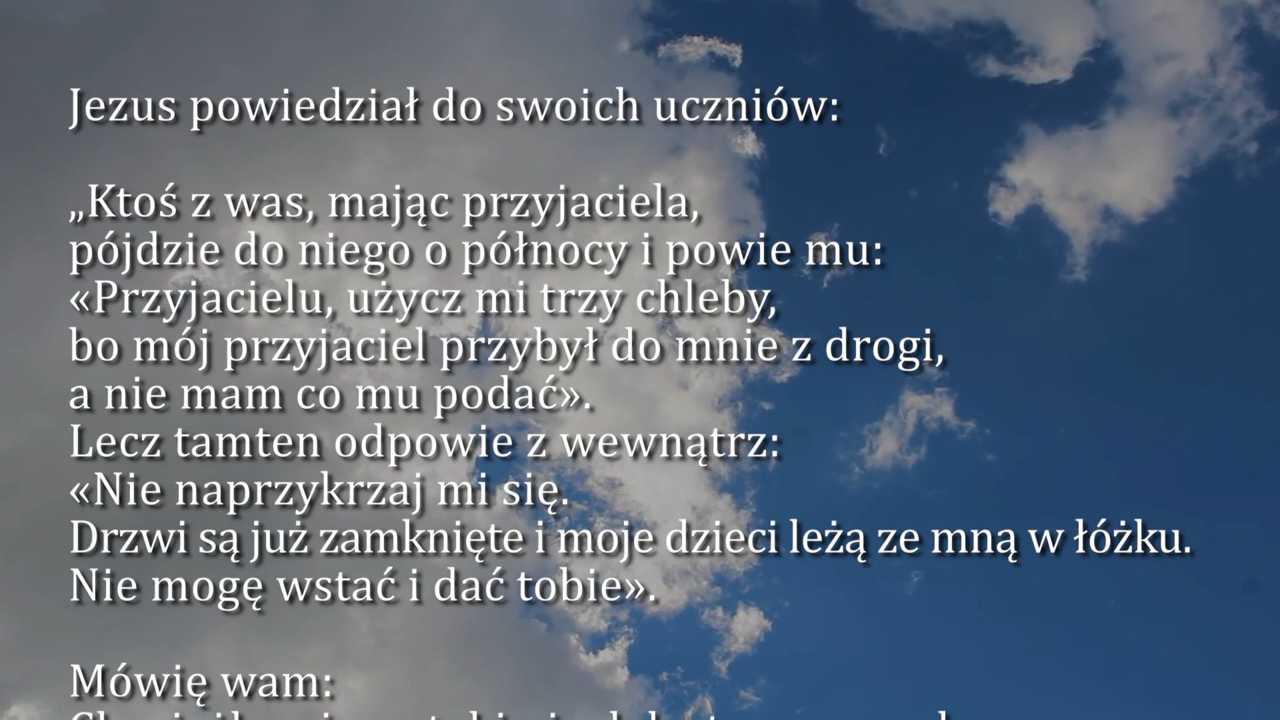 Jezus powiedział do swoich uczniów:
„Ktoś z was, mając przyjaciela,
pójdzie do niego o północy i powie mu:
«Przyjacielu, użycz mi trzy chleby,
bo mój przyjaciel przybył do mnie z drogi,
a nie mam co mu podać».
Lecz tamten odpowie z wewnątrz:
«Nie naprzykrzaj mi się.
Drzwi są już zamknięte i moje dzieci leżą ze mną w łóżku.
Nie mogę wstać i dać tobie».
Mówię wam: